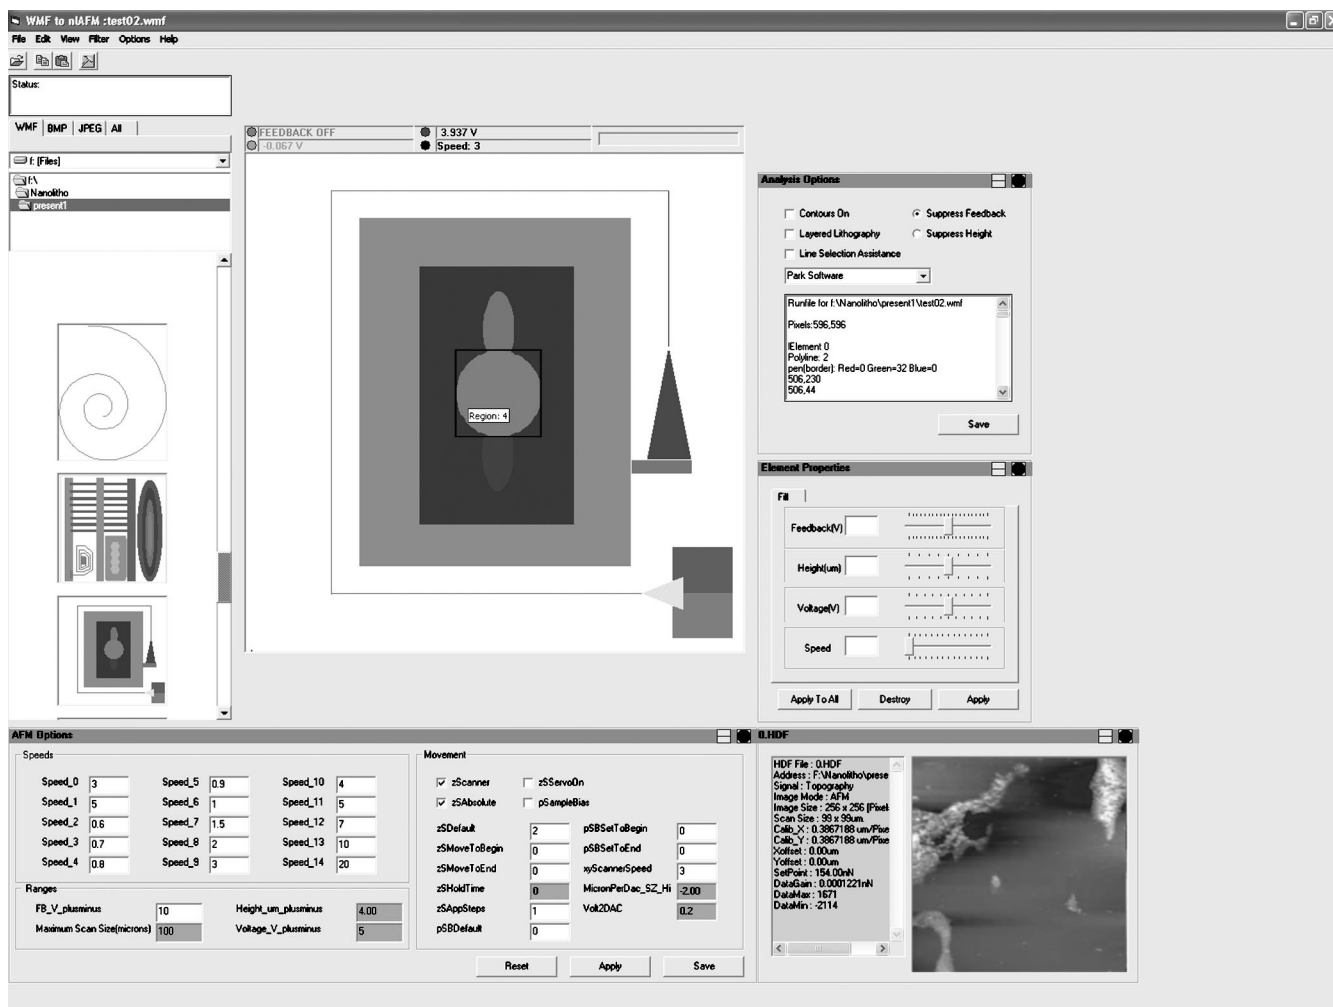 WMF to nlAFM :test02.wmf
File Edit View Filter Options Help
Status:
WMF BMP JPEG All
f: [Files]
f:\
Nanolitho
present1
FEEDBACK OFF 3.937 V
-0.067 V Speed: 3
Region: 4
Analysis Options
Contours On Suppress Feedback
Layered Lithography Suppress Height
Line Selection Assistance
Park Software
Runfile for f:\Nanolitho\present1\test02.wmf
Pixels:596,596
!Element 0
Polyline: 2
pen(border): Red=0 Green=32 Blue=0
506,230
506,44
Save
Element Properties
Fill
Feedback(V)
Height(um)
Voltage(V)
Speed
Apply To All Destroy Apply
AFM Options
Speeds
Speed_0 3 Speed_5 0.9 Speed_10 4
Speed_1 5 Speed_6 1 Speed_11 5
Speed_2 0.6 Speed_7 1.5 Speed_12 7
Speed_3 0.7 Speed_8 2 Speed_13 10
Speed_4 0.8 Speed_9 3 Speed_14 20
Ranges
FB_V_plusminus 10 Height_um_plusminus 4.00
Maximum Scan Size(microns) 100 Voltage_V_plusminus 5
Movement
zScanner zSServoOn
zSAbsolute pSampleBias
zSDefault 2 pSBSetToBegin 0
zSMoveToBegin 0 pSBSetToEnd 0
zSMoveToEnd 0 xyScannerSpeed 3
zSHoldTime 0 MicronPerDac_SZ_Hi -2.00
zSAppSteps 1 Volt2DAC 0.2
pSBDefault 0
Reset Apply Save
0.HDF
HDF File : 0.HDF
Address : F:\Nanolitho\prese
Signal : Topography
Image Mode : AFM
Image Size : 256 x 256 [Pixel
Scan Size : 99 x 99um
Calib_X : 0.3867188 um/Pixe
Calib_Y : 0.3867188 um/Pixe
Xoffset : 0.00um
Yoffset : 0.00um
SetPoint : 154.00nN
DataGain : 0.0001221nN
DataMax : 1671
DataMin : -2114